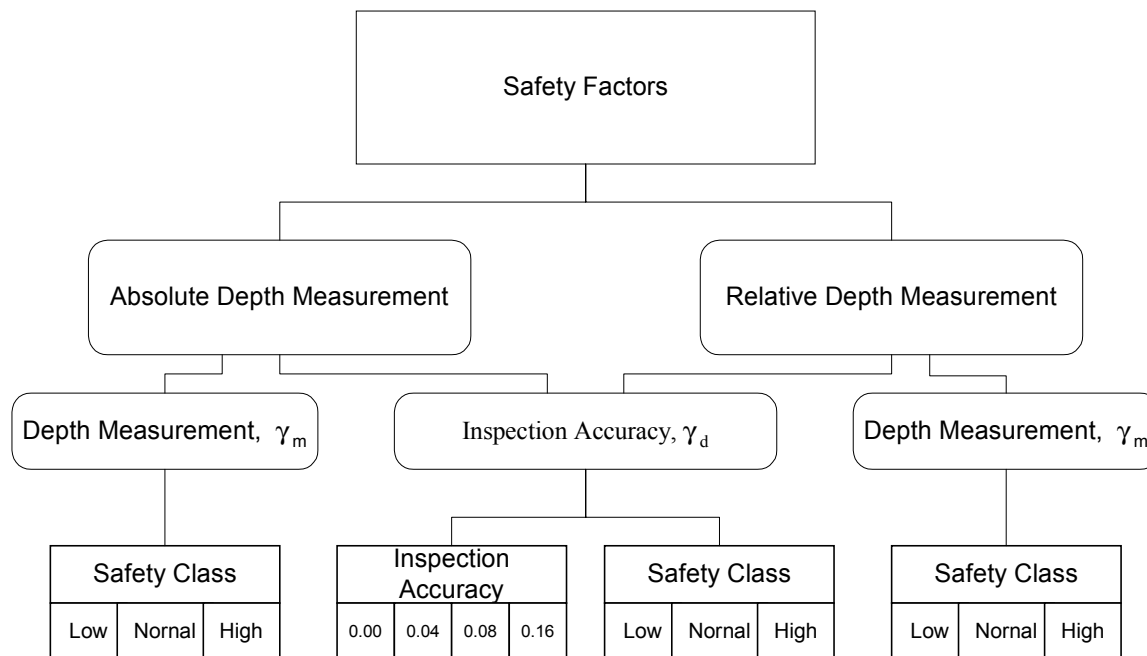 Safety Factors
Absolute Depth Measurement
Relative Depth Measurement
Depth Measurement, γm
Inspection Accuracy, γd
Depth Measurement, γm
Safety Class
Low Nornal High
Inspection
Accuracy
0.00 0.04 0.08 0.16
Safety Class
Low Nornal High
Safety Class
Low Nornal High